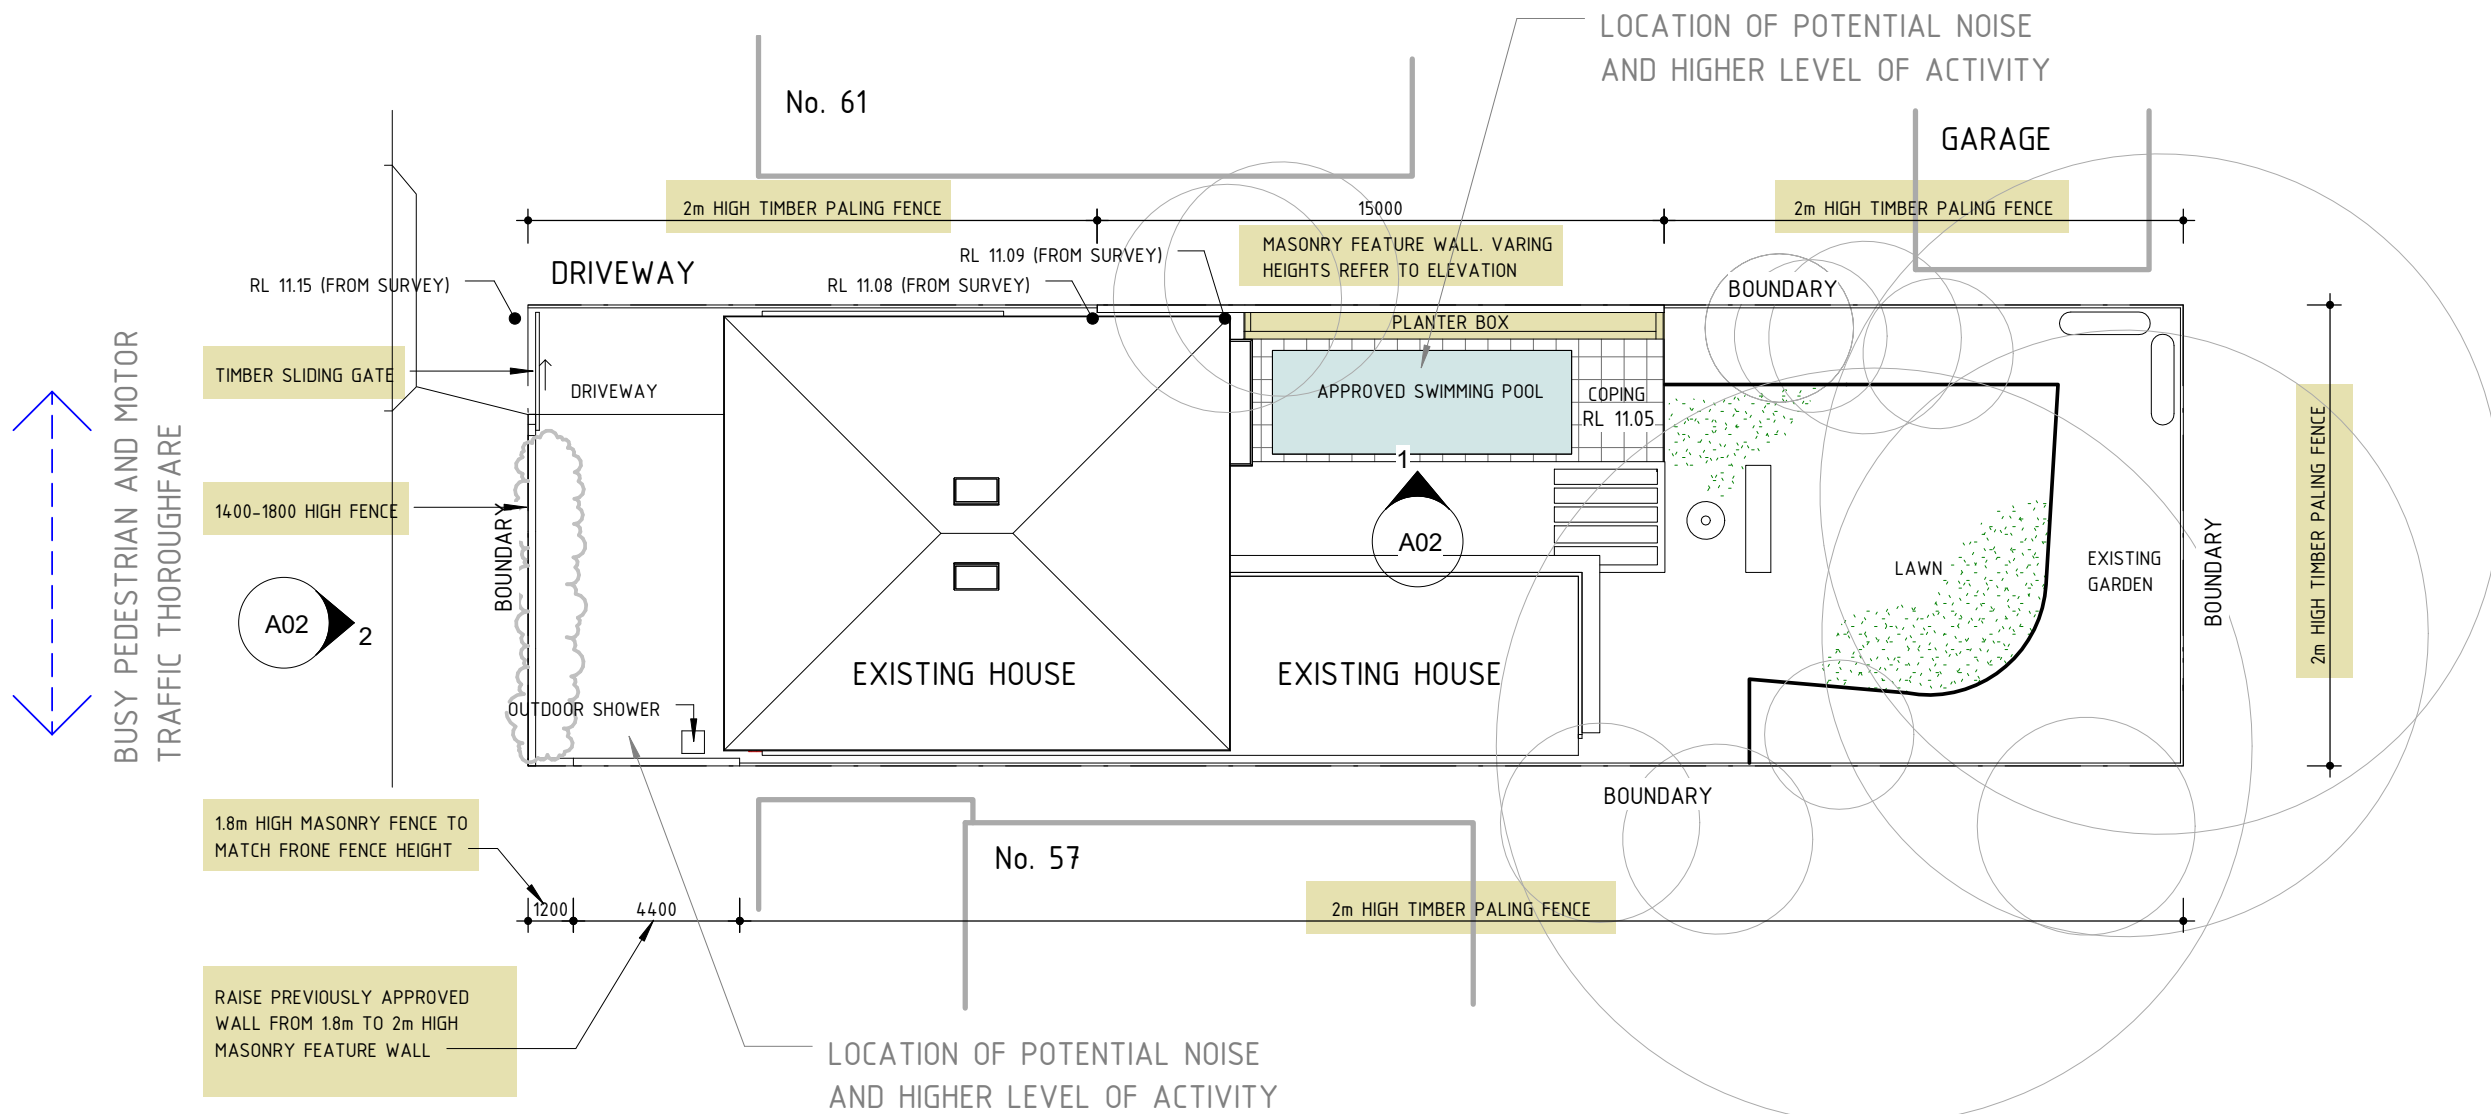 LOCATION OF POTENTIAL NOISE
AND HIGHER LEVEL OF ACTIVITY
No. 61
GARAGE
2m HIGH TIMBER PALING FENCE
15000
2m HIGH TIMBER PALING FENCE
MASONRY FEATURE WALL. VARING
HEIGHTS REFER TO ELEVATION
RL 11.09 (FROM SURVEY)
DRIVEWAY
RL 11.15 (FROM SURVEY)
RL 11.08 (FROM SURVEY)
BOUNDARY
PLANTER BOX
TIMBER SLIDING GATE
DRIVEWAY
APPROVED SWIMMING POOL
COPING
RL 11.05
BUSY PEDESTRIAN AND MOTOR
TRAFFIC THOROUGHFARE
1400-1800 HIGH FENCE
BOUNDARY
1
A02
2m HIGH TIMBER PALING FENCE
LAWN
EXISTING
GARDEN
BOUNDARY
A02
2
EXISTING HOUSE
EXISTING HOUSE
OUTDOOR SHOWER
BOUNDARY
1.8m HIGH MASONRY FENCE TO
MATCH FRONE FENCE HEIGHT
No. 57
1200
4400
2m HIGH TIMBER PALING FENCE
RAISE PREVIOUSLY APPROVED
WALL FROM 1.8m TO 2m HIGH
MASONRY FEATURE WALL
LOCATION OF POTENTIAL NOISE
AND HIGHER LEVEL OF ACTIVITY